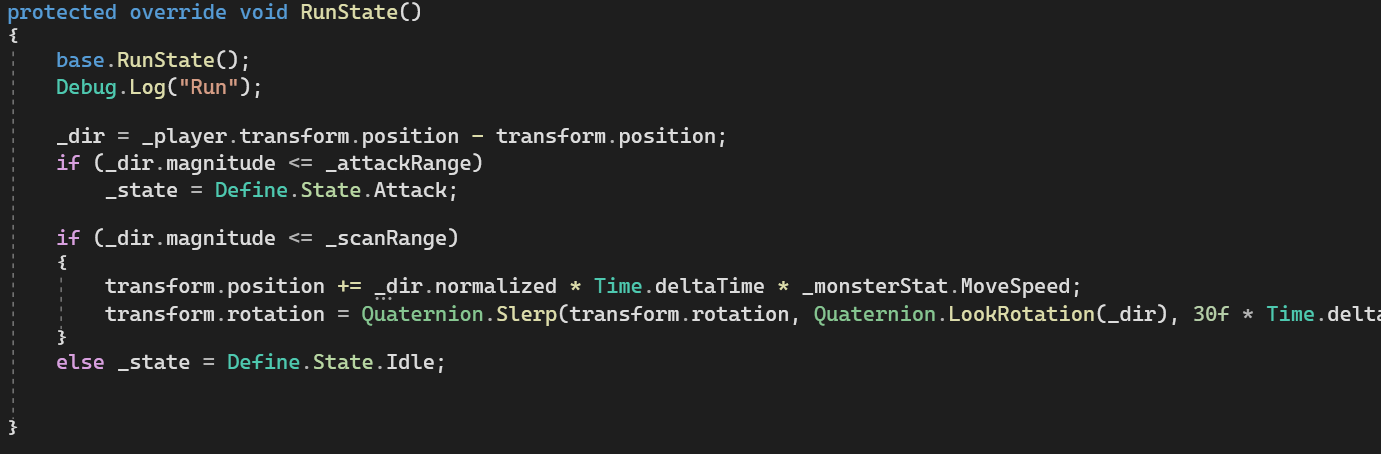 protected override void RunState()
{
base.RunState();
Debug.Log("Run");
_dir = _player.transform.position - transform.position;
if (_dir.magnitude <= _attackRange)
_state = Define.State.Attack;
if (_dir.magnitude <= _scanRange)
{
transform.position += _dir.normalized * Time.deltaTime * _monsterStat.MoveSpeed;
transform.rotation = Quaternion.Slerp(transform.rotation, Quaternion.LookRotation(_dir), 30f * Time.delta
}
else _state = Define.State.Idle;
}